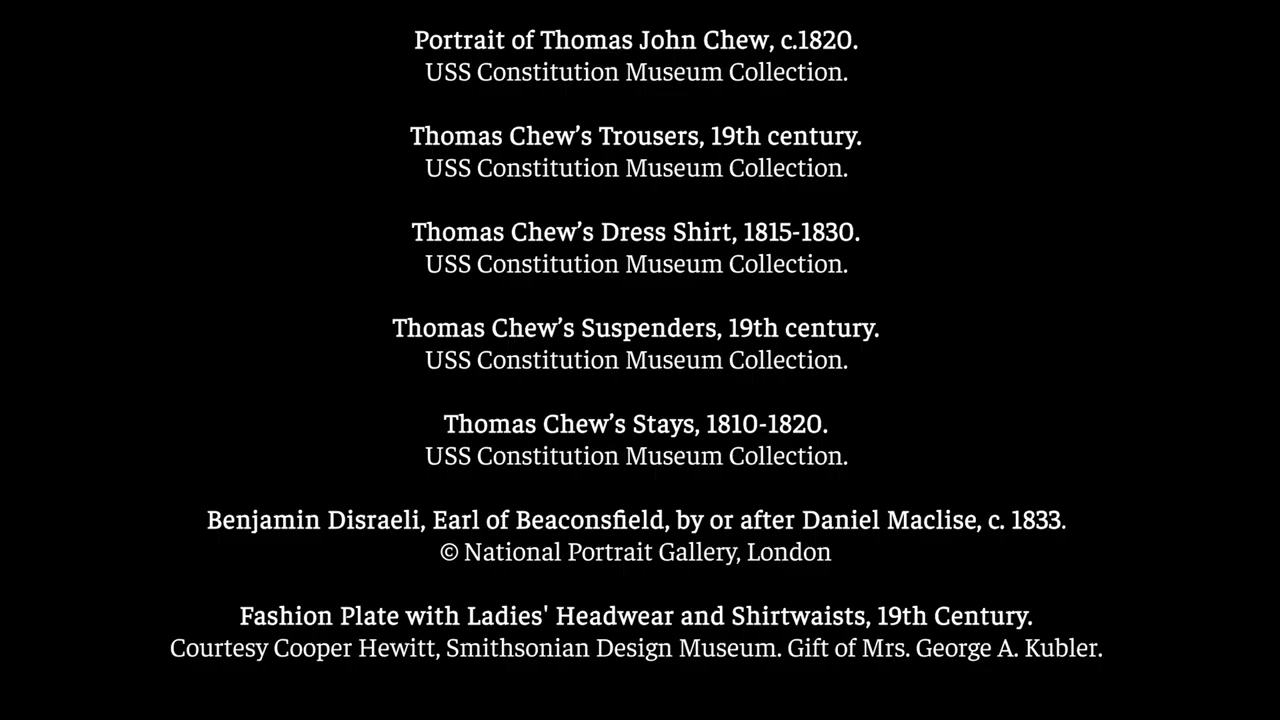 Portrait of Thomas John Chew, c.1820.
USS Constitution Museum Collection.
Thomas Chew’s Trousers, 19th century.
USS Constitution Museum Collection.
Thomas Chew’s Dress Shirt, 1815-1830.
USS Constitution Museum Collection.
Thomas Chew’s Suspenders, 19th century.
USS Constitution Museum Collection.
Thomas Chew’s Stays, 1810-1820.
USS Constitution Museum Collection.
Benjamin Disraeli, Earl of Beaconsfield, by or after Daniel Maclise, c. 1833.
© National Portrait Gallery, London
Fashion Plate with Ladies' Headwear and Shirtwaists, 19th Century.
Courtesy Cooper Hewitt, Smithsonian Design Museum. Gift of Mrs. George A. Kubler.